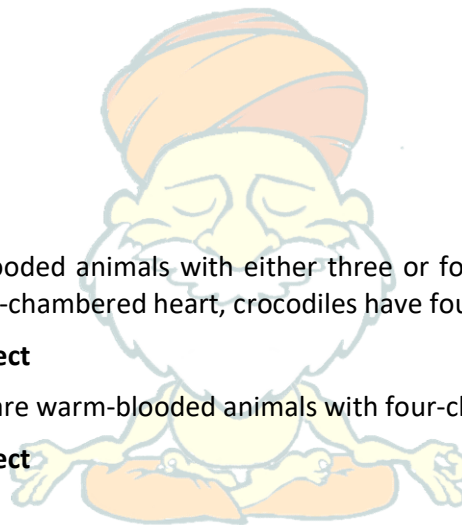 ooded animals with either three or fo
-chambered heart, crocodiles have fou
ect
are warm-blooded animals with four-cl
ect